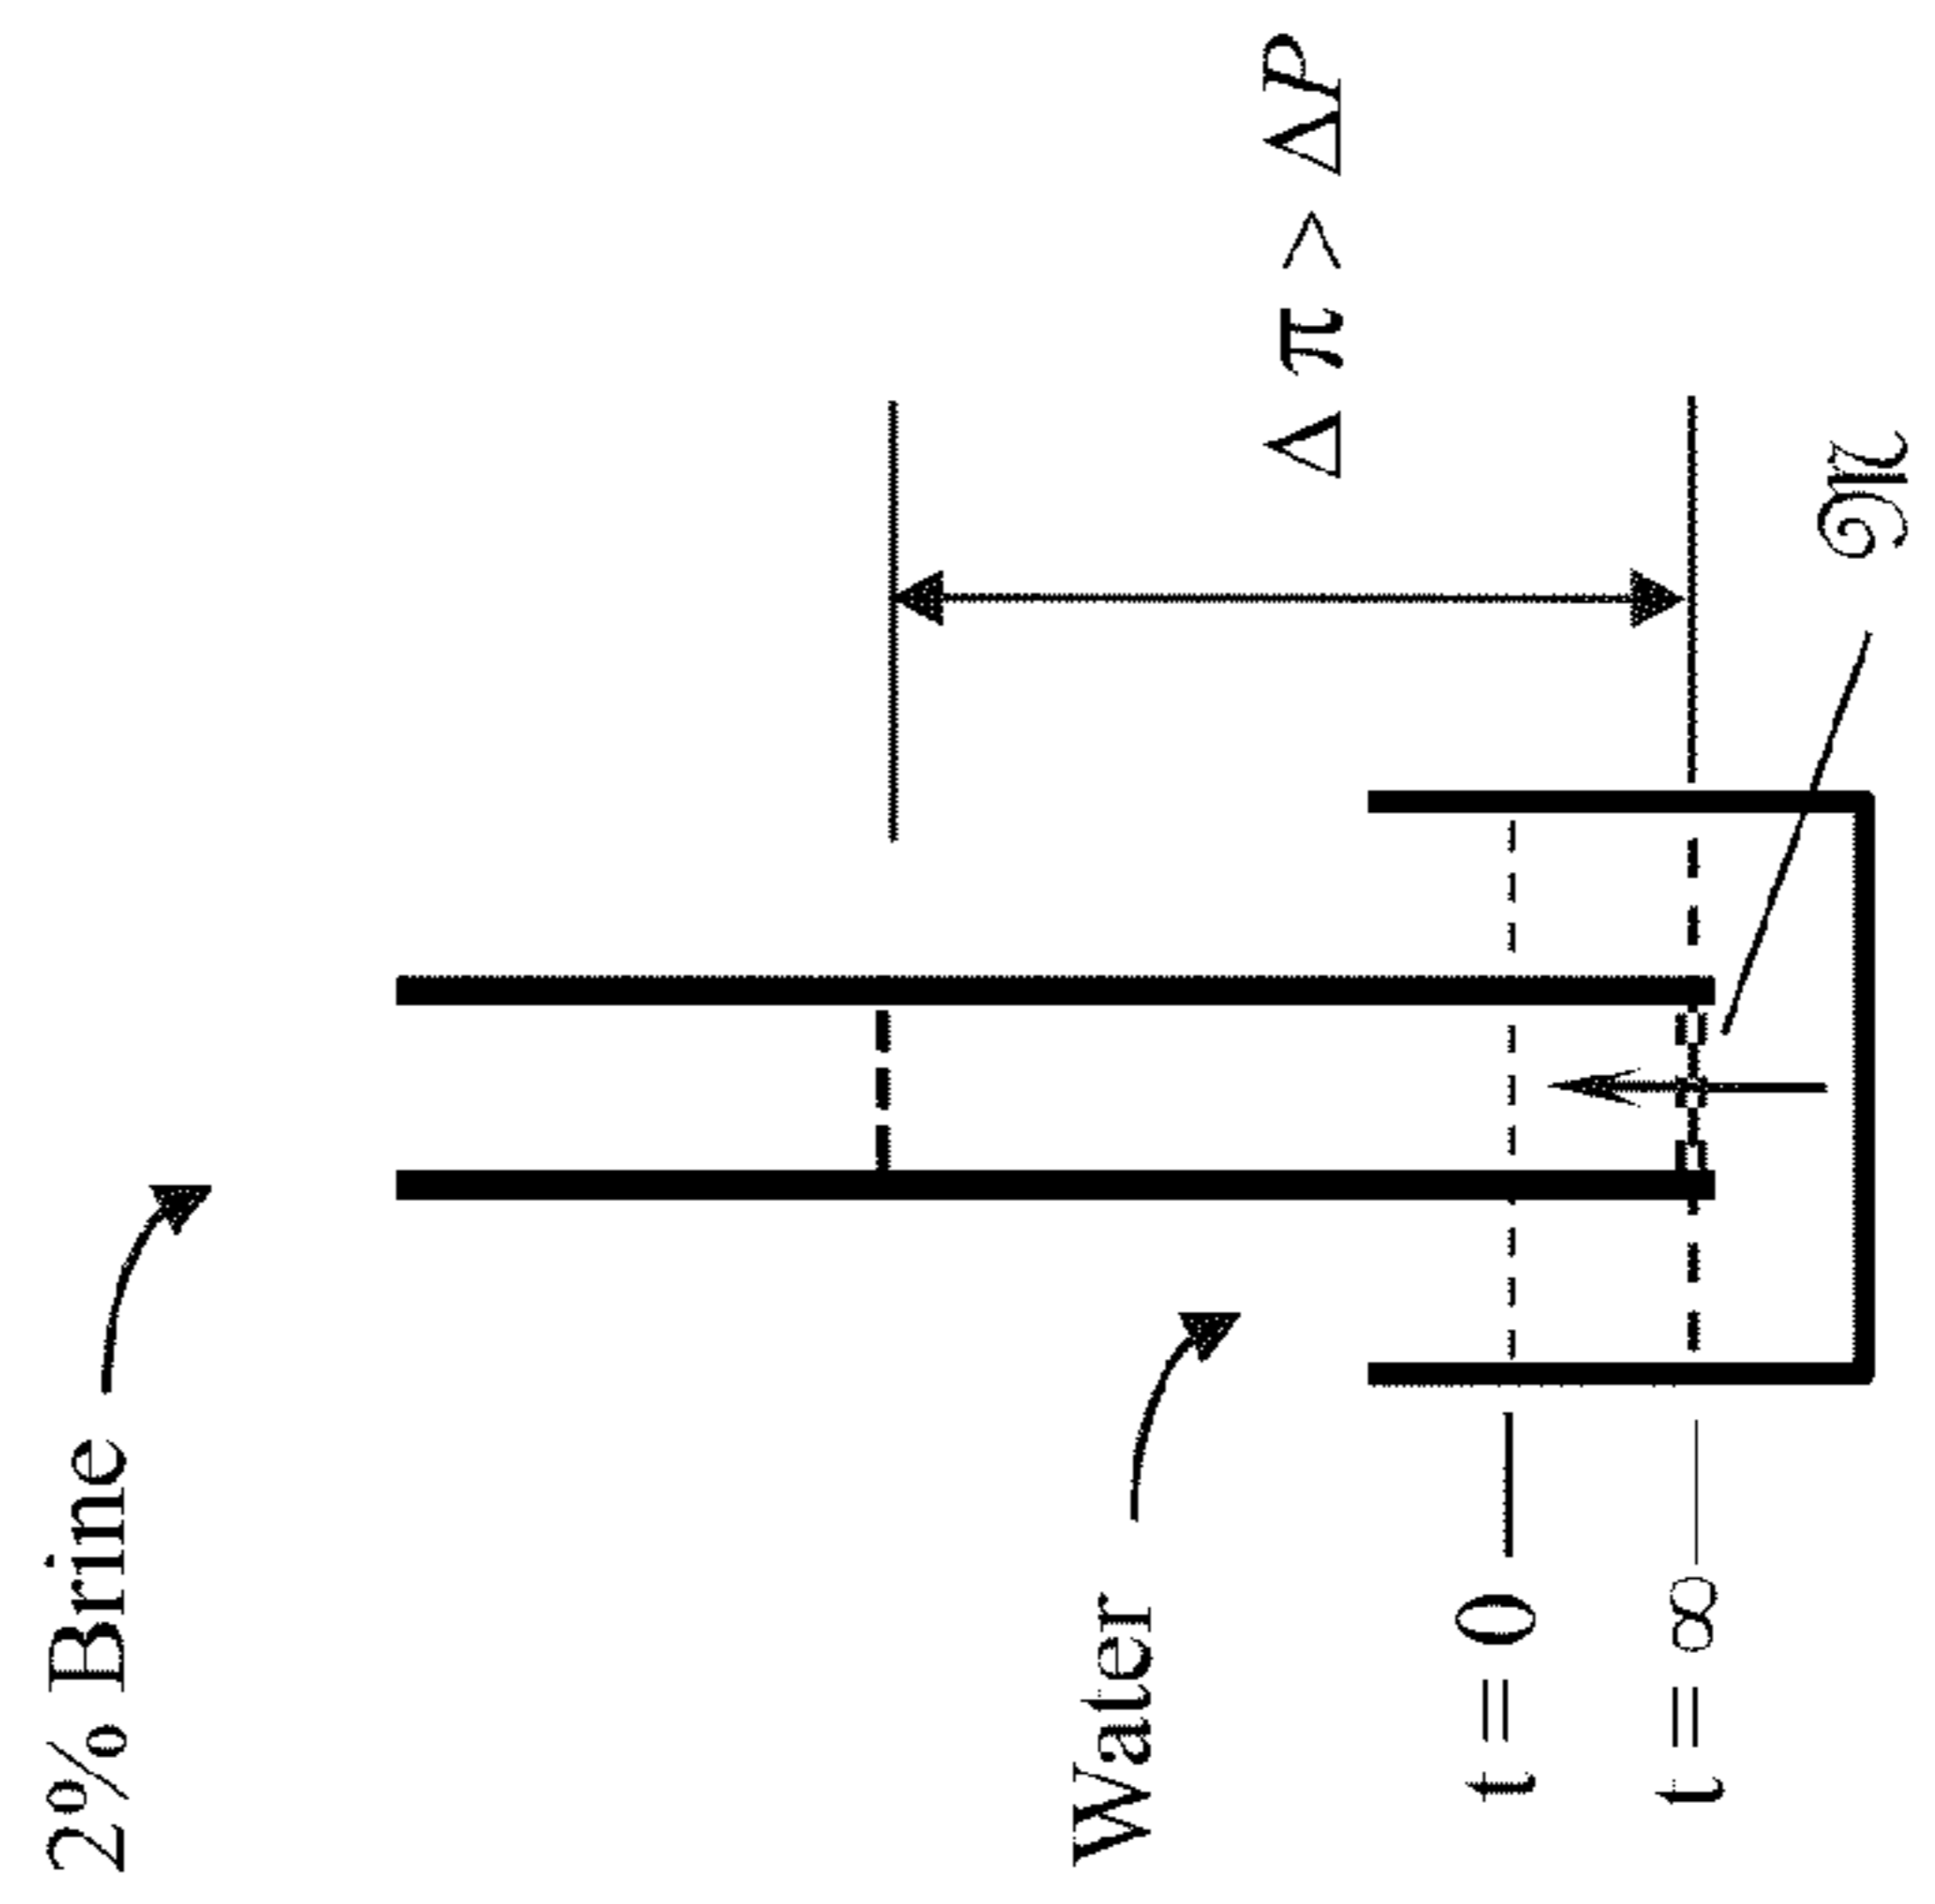 2% Brine
Water
t = 0
t = ∞
Δ π > ΔP